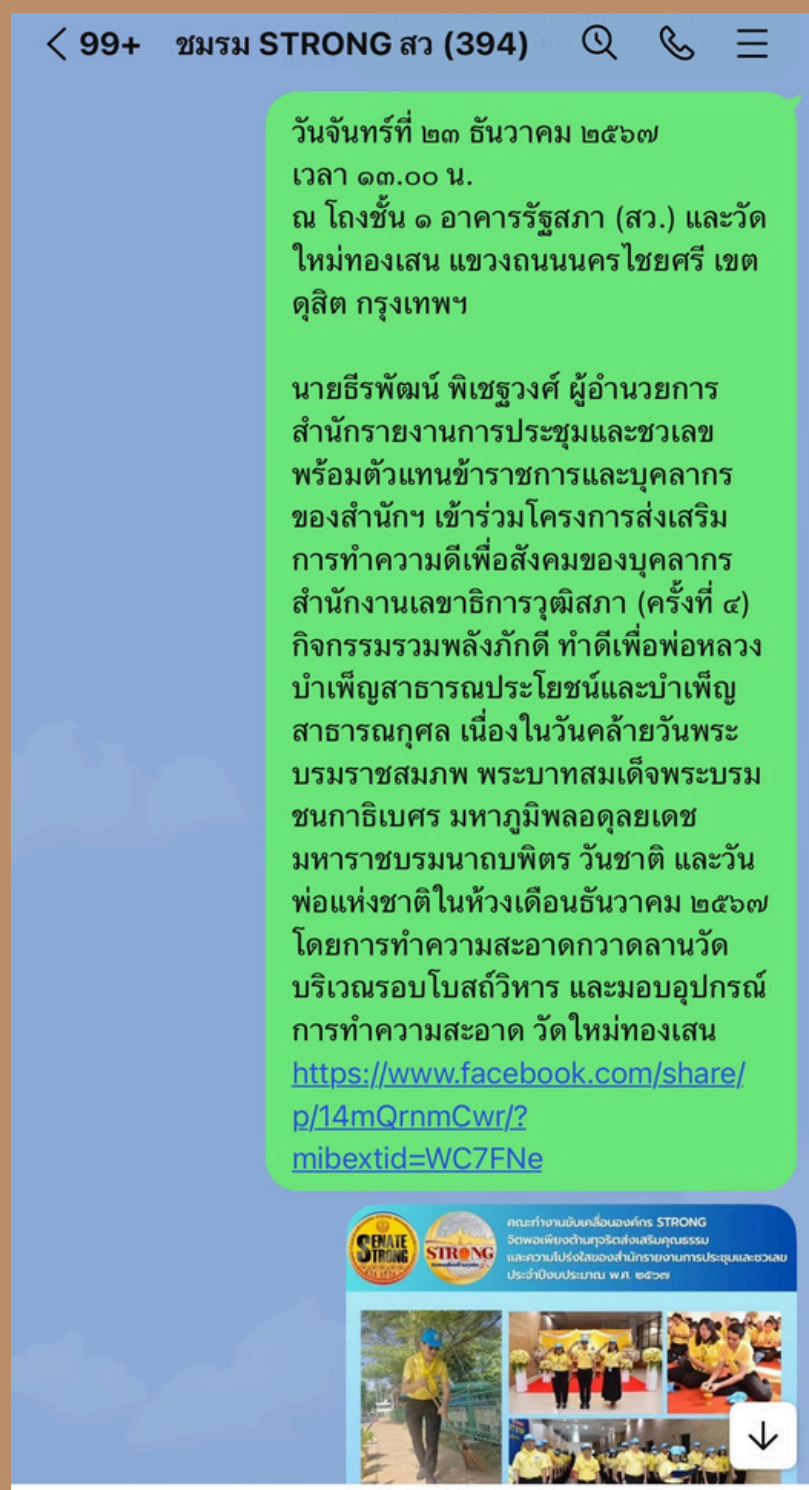 99+ ชมรม STRONG สว (394)
วันจันทร์ที่ ๒๓ ธันวาคม ๒๕๖๗
เวลา ๑๓.๐๐ น.
ณ โถงชั้น ๑ อาคารรัฐสภา (สว.) และวัด
ใหม่ทองเสน แขวงถนนนครไชยศรี เขต
ดุสิต กรุงเทพฯ
นายธีรพัฒน์ พิเชฐวงศ์ ผู้อำนวยการ
สำนักรายงานการประชุมและชวเลข
พร้อมตัวแทนข้าราชการและบุคลากร
ของสำนักฯ เข้าร่วมโครงการส่งเสริม
การทำความดีเพื่อสังคมของบุคลากร
สำนักงานเลขาธิการวุฒิสภา (ครั้งที่ ๔)
กิจกรรมรวมพลังภักดี ทำดีเพื่อพ่อหลวง
บำเพ็ญสาธารณประโยชน์และบำเพ็ญ
สาธารณกุศล เนื่องในวันคล้ายวันพระ
บรมราชสมภพ พระบาทสมเด็จพระบรม
ชนกาธิเบศร มหาภูมิพลอดุลยเดช
มหาราชบรมนาถบพิตร วันชาติ และวัน
พ่อแห่งชาติในห้วงเดือนธันวาคม ๒๕๖๗
โดยการทำความสะอาดกวาดลานวัด
บริเวณรอบโบสถ์วิหาร และมอบอุปกรณ์
การทำความสะอาด วัดใหม่ทองเสน
https://www.facebook.com/share/
p/14mQrnmCwr/?
mibextid=WC7FNe
SENATE
STRONG
STRONG
คณะทำงานขับเคลื่อนองค์กร STRONG
จิตพอเพียงต้านทุจริตส่งเสริมคุณธรรม
และความโปร่งใสของสำนักรายงานการประชุมและชวเลข
ประจำปีงบประมาณ พ.ศ. ๒๕๖๗